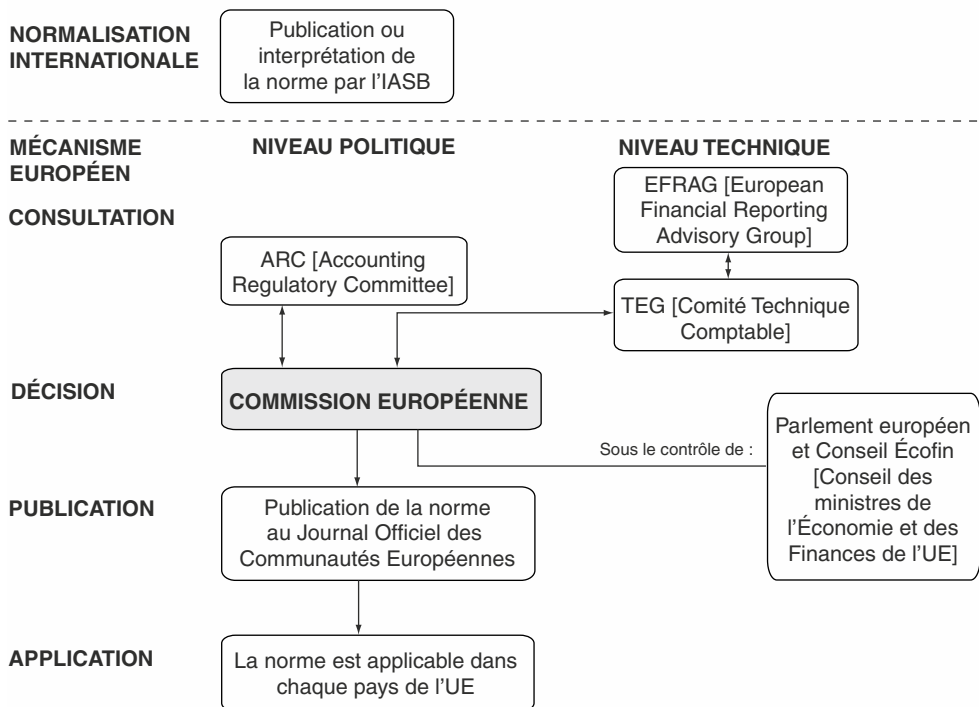 NORMALISATION
INTERNATIONALE
Publication ou
interprétation de
la norme par l'IASB
MÉCANISME
EUROPÉEN
NIVEAU POLITIQUE
NIVEAU TECHNIQUE
CONSULTATION
EFRAG [European
Financial Reporting
Advisory Group]
ARC [Accounting
Regulatory Committee]
TEG [Comité Technique
Comptable]
DÉCISION
COMMISSION EUROPÉENNE
Sous le contrôle de :
Parlement européen
et Conseil Écofin
[Conseil des
ministres de
l'Économie et des
Finances de l'UE]
PUBLICATION
Publication de la norme
au Journal Officiel des
Communautés Européennes
APPLICATION
La norme est applicable dans
chaque pays de l'UE